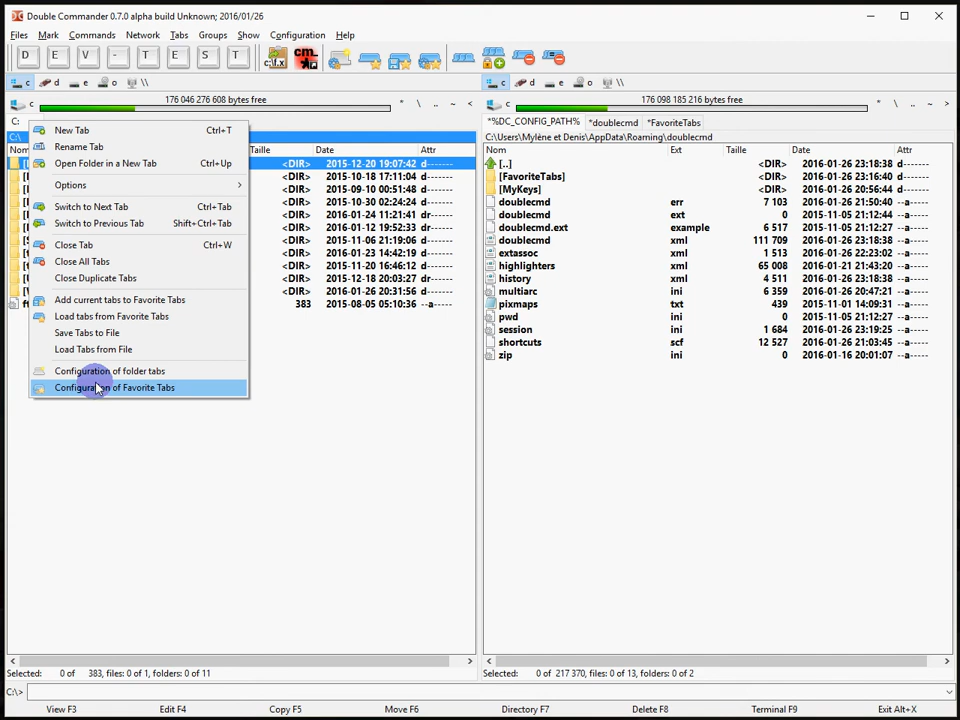 Double Commander 0.7.0 alpha build Unknown; 2016/01/26
Files Mark Commands Network Tabs Groups Show Configuration Help
D E V - T E S T c:\f.x cm_
c d e o \\ c d e o \\
c 176 046 276 608 bytes free * \ .. ~ < c 176 098 185 216 bytes free * \ .. ~ >
C: *%DC_CONFIG_PATH% *doublecmd *FavoriteTabs
C:\ C:\Users\Mylène et Denis\AppData\Roaming\doublecmd
Taille Date Attr Nom Ext Taille Date Attr
<DIR> 2015-12-20 19:07:42 d------- [..] <DIR> 2016-01-26 23:18:38 d-------
<DIR> 2015-10-18 17:11:04 d------- [FavoriteTabs] <DIR> 2016-01-26 23:16:40 d-------
<DIR> 2015-09-10 00:51:48 d------- [MyKeys] <DIR> 2016-01-26 20:56:44 d-------
<DIR> 2015-10-30 02:24:24 d------- doublecmd err 7 103 2016-01-26 21:50:40 --a----
<DIR> 2016-01-24 11:21:41 dr------ doublecmd ext 0 2015-11-05 21:12:44 --a----
<DIR> 2016-01-12 19:52:33 dr------ doublecmd.ext example 6 517 2015-11-05 21:12:27 --a----
<DIR> 2015-11-06 21:19:06 d------- doublecmd xml 111 709 2016-01-26 23:18:38 --a----
<DIR> 2016-01-23 14:42:19 d------- extassoc xml 1 513 2016-01-22 22:23:02 --a----
<DIR> 2015-11-20 16:46:12 d------- highlighters xml 65 008 2016-01-21 21:43:20 --a----
<DIR> 2015-12-18 20:03:27 dr------ history xml 4 511 2016-01-26 23:18:38 --a----
<DIR> 2016-01-26 20:31:56 d------- multiarc ini 6 359 2016-01-26 20:47:21 --a----
383 2015-08-05 05:10:36 --a---- pixmaps txt 439 2015-11-01 14:09:31 --a----
pwd ini 0 2015-11-01 21:12:27 --a----
session ini 1 684 2016-01-26 23:19:25 --a----
shortcuts scf 12 527 2016-01-26 21:03:45 --a----
zip ini 0 2016-01-16 20:01:07 --a----
New Tab Ctrl+T
Rename Tab
Open Folder in a New Tab Ctrl+Up
Options
Switch to Next Tab Ctrl+Tab
Switch to Previous Tab Shift+Ctrl+Tab
Close Tab Ctrl+W
Close All Tabs
Close Duplicate Tabs
Add current tabs to Favorite Tabs
Load tabs from Favorite Tabs
Save Tabs to File
Load Tabs from File
Configuration of folder tabs
Configuration of Favorite Tabs
Selected: 0 of 383, files: 0 of 1, folders: 0 of 11 Selected: 0 of 217 370, files: 0 of 13, folders: 0 of 2
C:\>
View F3 Edit F4 Copy F5 Move F6 Directory F7 Delete F8 Terminal F9 Exit Alt+X